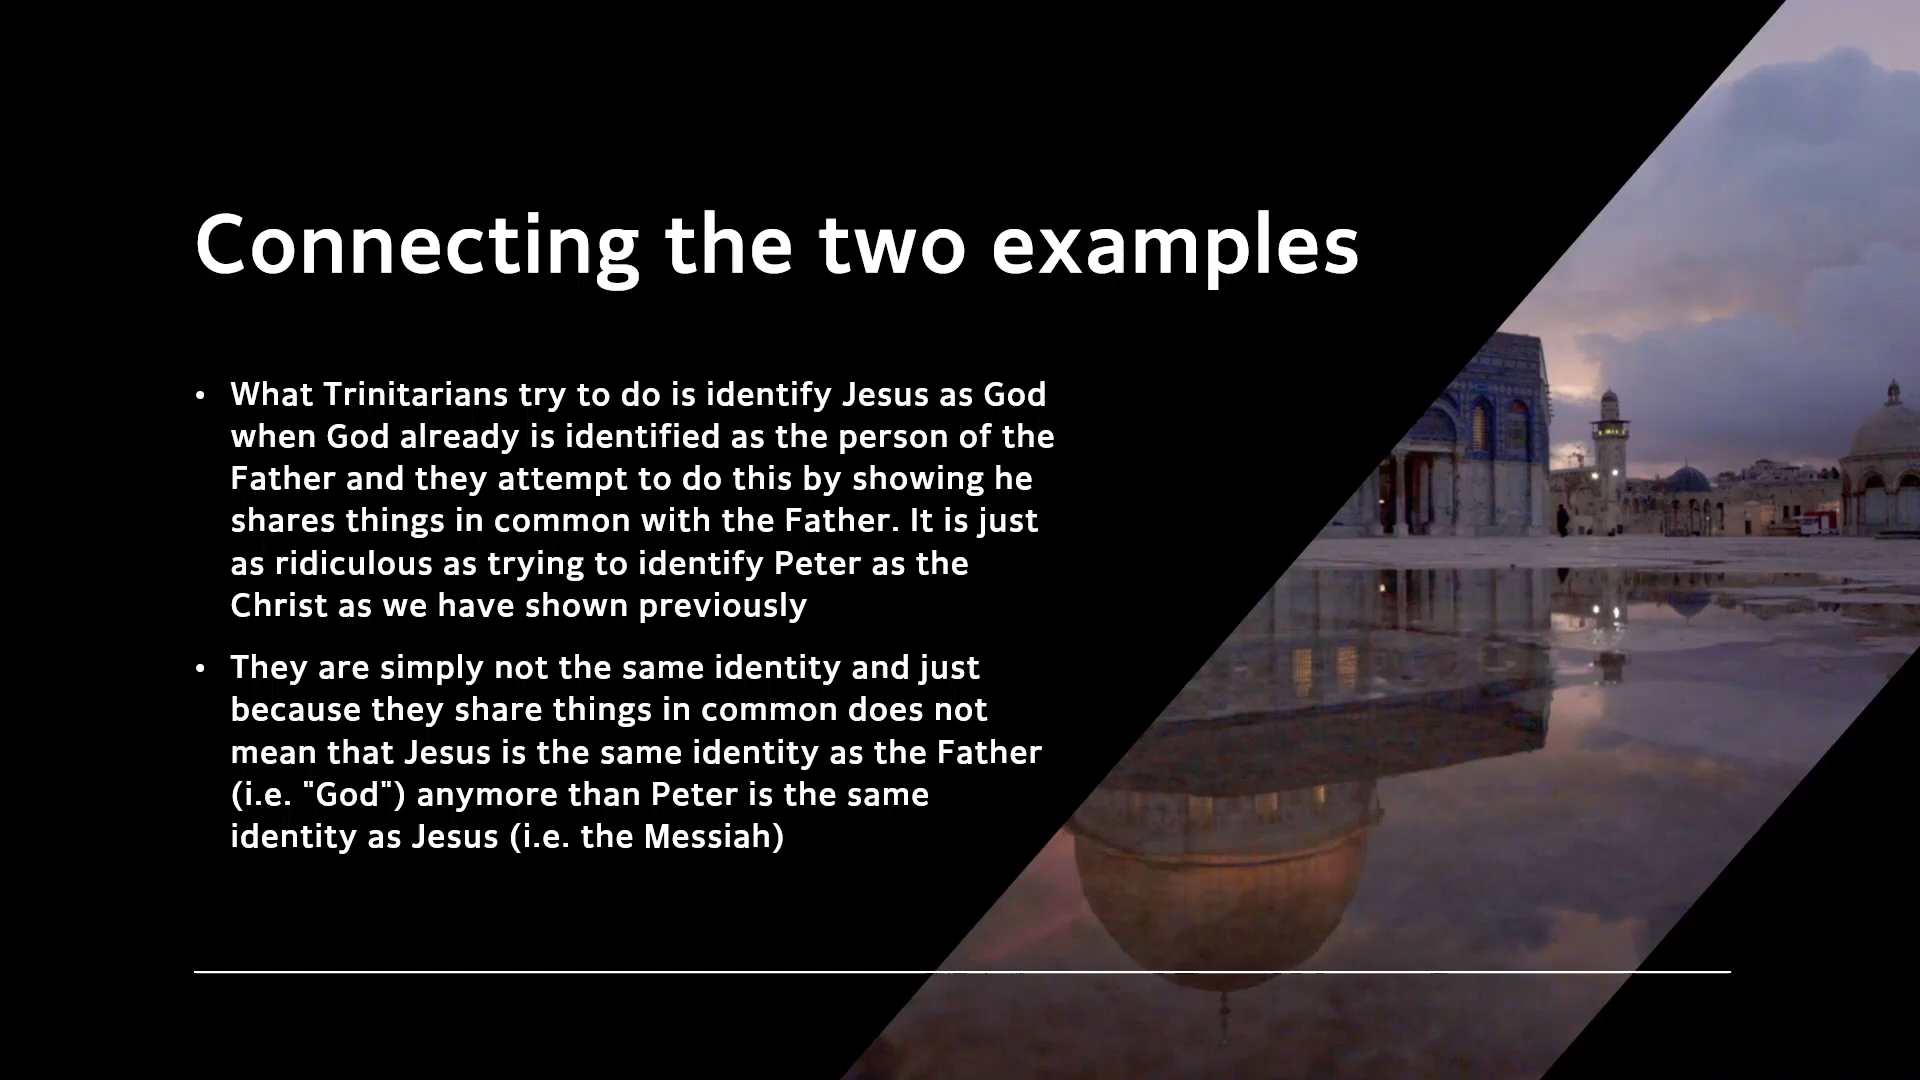 Connecting the two examples
• What Trinitarians try to do is identify Jesus as God
when God already is identified as the person of the
Father and they attempt to do this by showing he
shares things in common with the Father. It is just
as ridiculous as trying to identify Peter as the
Christ as we have shown previously
• They are simply not the same identity and just
because they share things in common does not
mean that Jesus is the same identity as the Father
(i.e. "God") anymore than Peter is the same
identity as Jesus (i.e. the Messiah)